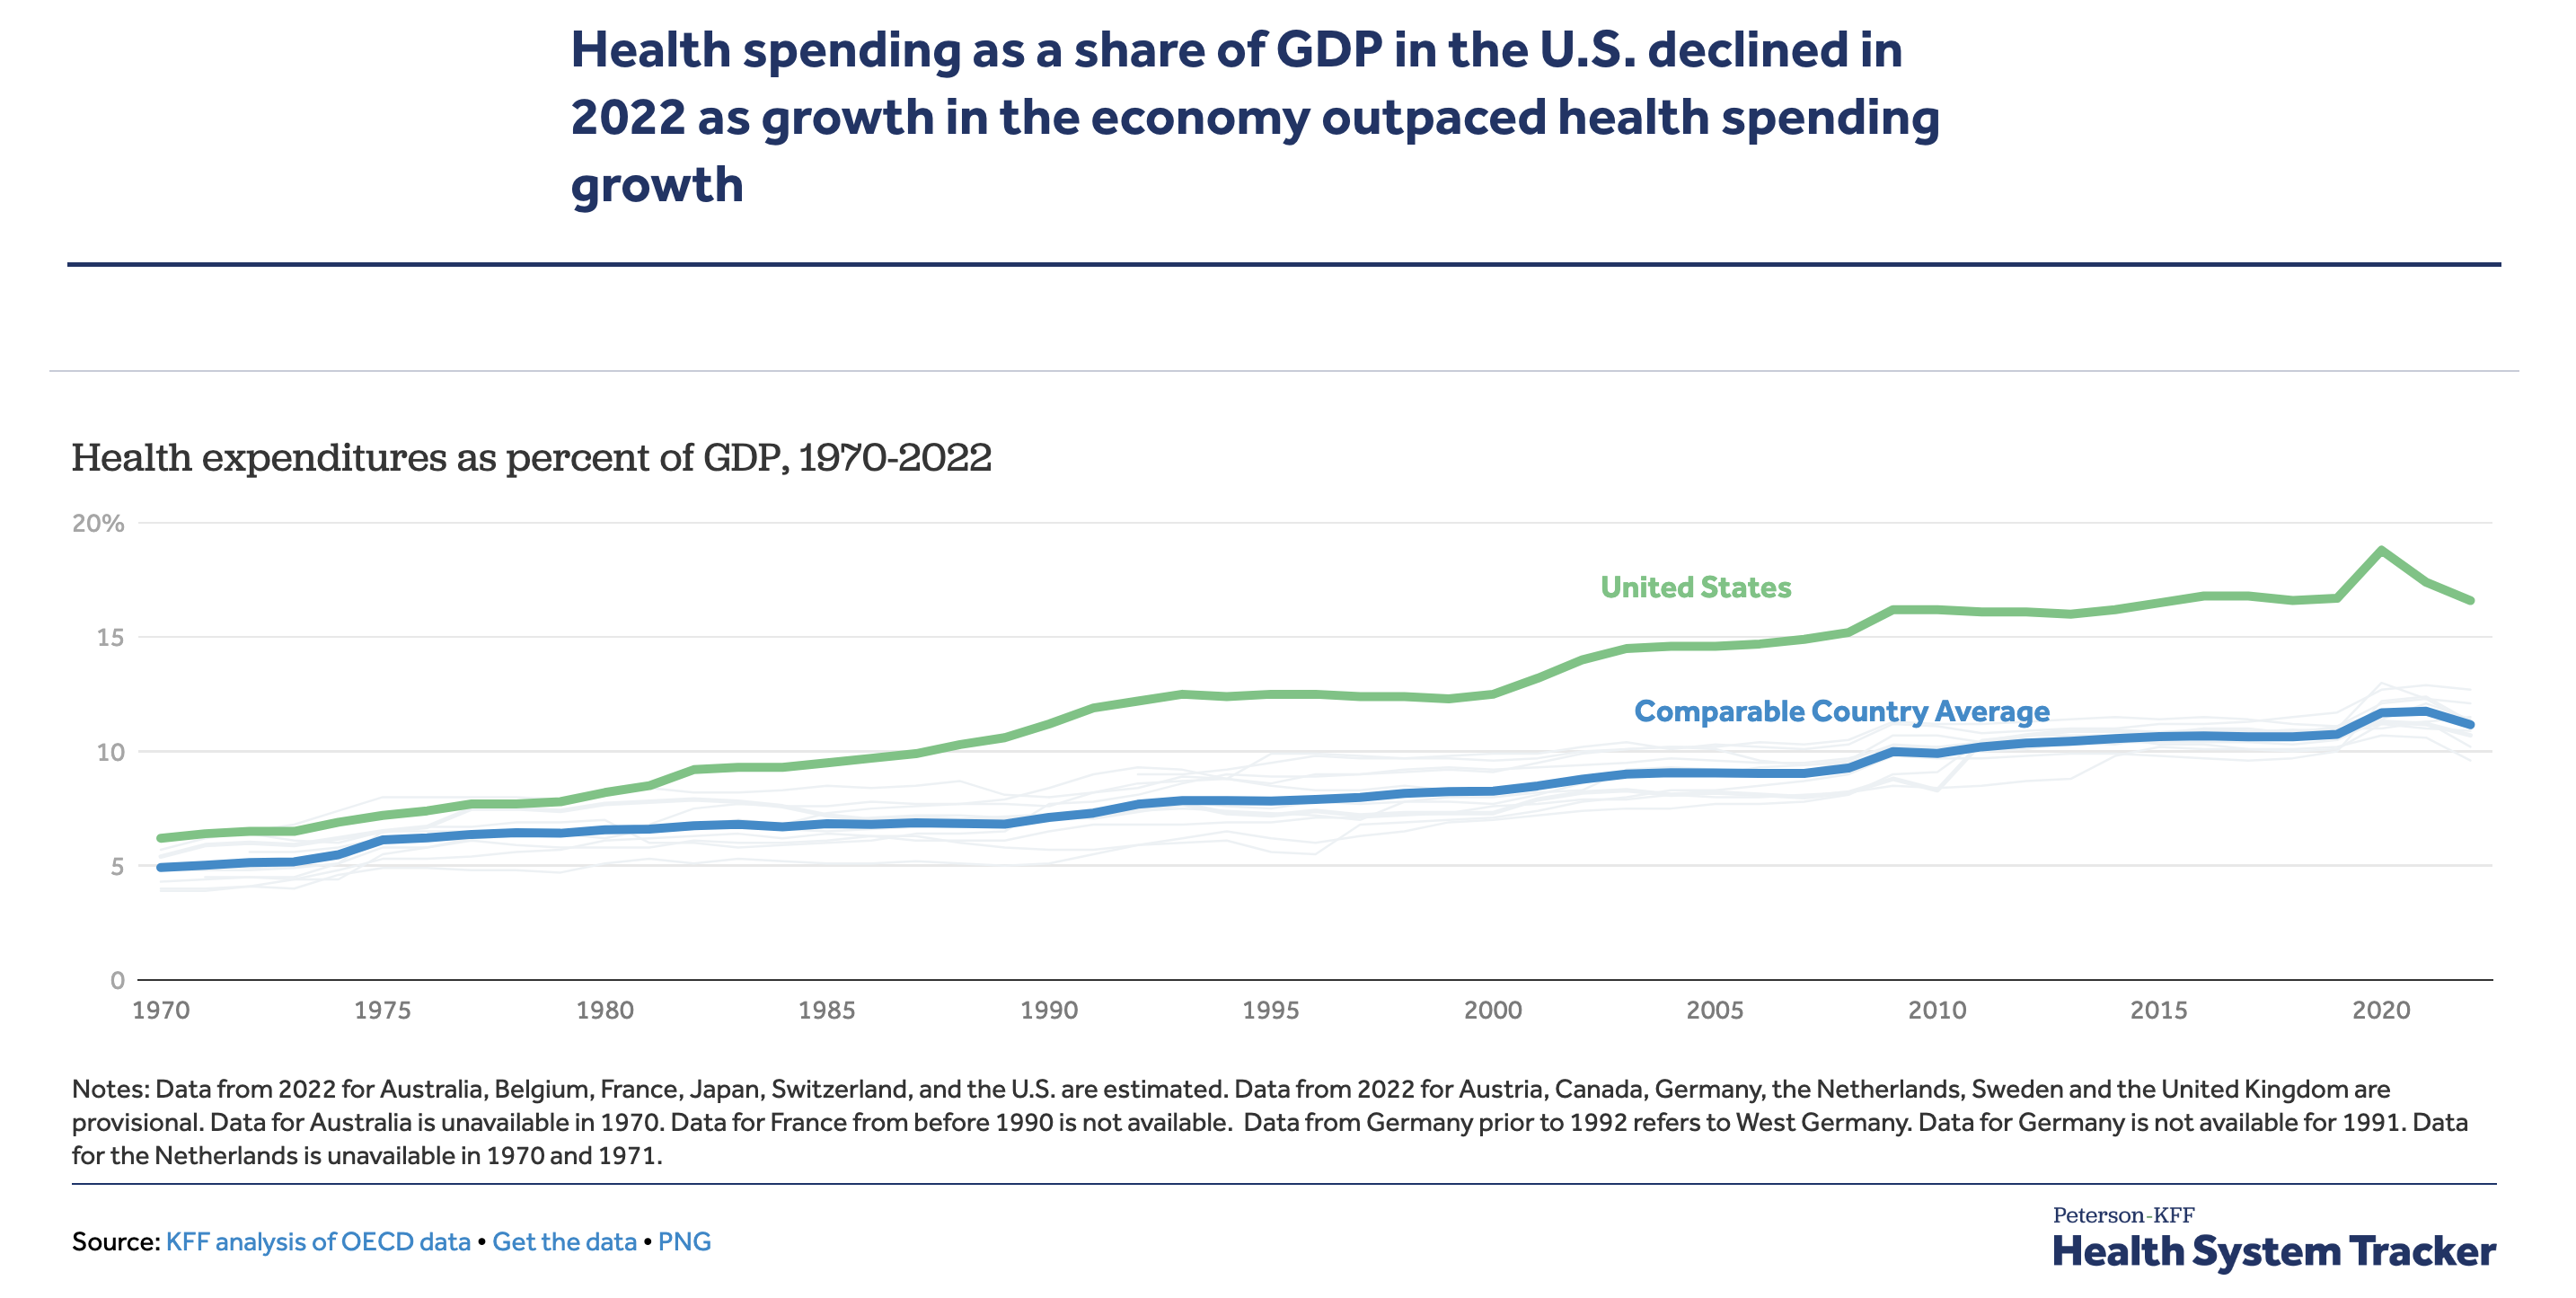 Health spending as a share of GDP in the U.S. declined in
2022 as growth in the economy outpaced health spending
growth
Health expenditures as percent of GDP, 1970-2022
20%
United States
15
Comparable Country Average
10
5
0
1970 1975 1980 1985 1990 1995 2000 2005 2010 2015 2020
Notes: Data from 2022 for Australia, Belgium, France, Japan, Switzerland, and the U.S. are estimated. Data from 2022 for Austria, Canada, Germany, the Netherlands, Sweden and the United Kingdom are
provisional. Data for Australia is unavailable in 1970. Data for France from before 1990 is not available.  Data from Germany prior to 1992 refers to West Germany. Data for Germany is not available for 1991. Data
for the Netherlands is unavailable in 1970 and 1971.
Source: KFF analysis of OECD data • Get the data • PNG
Peterson-KFF
Health System Tracker